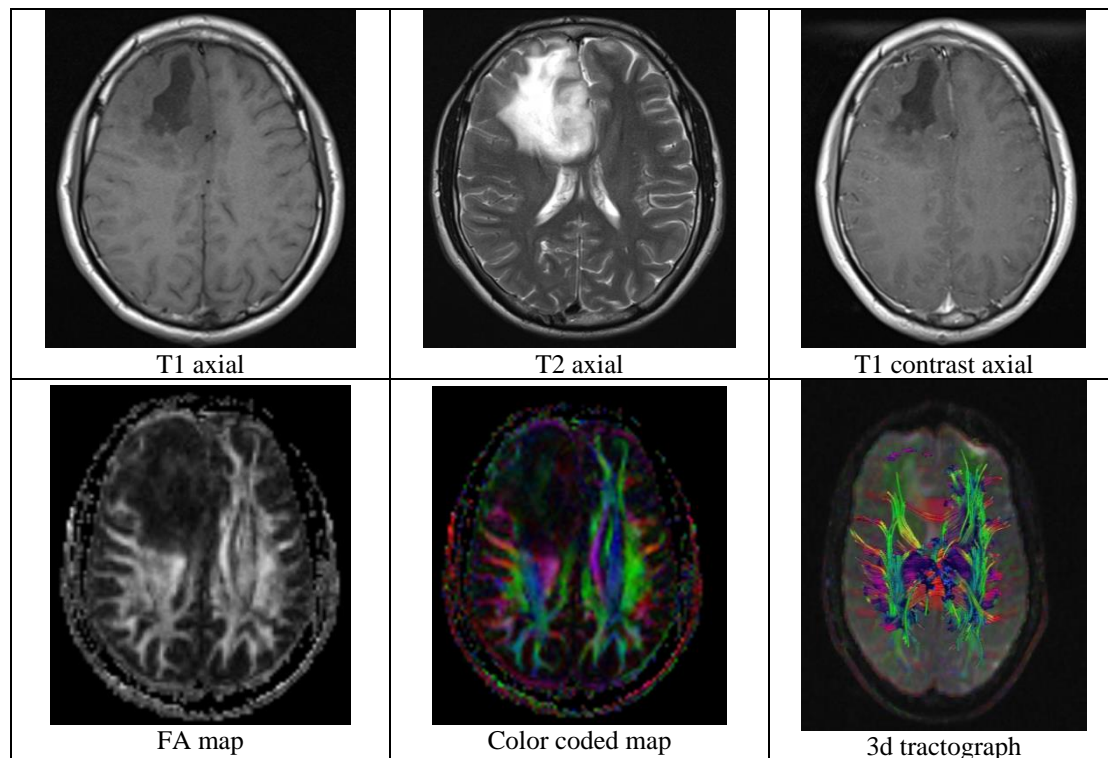 T1 axial
T2 axial
T1 contrast axial
FA map
Color coded map
3d tractograph